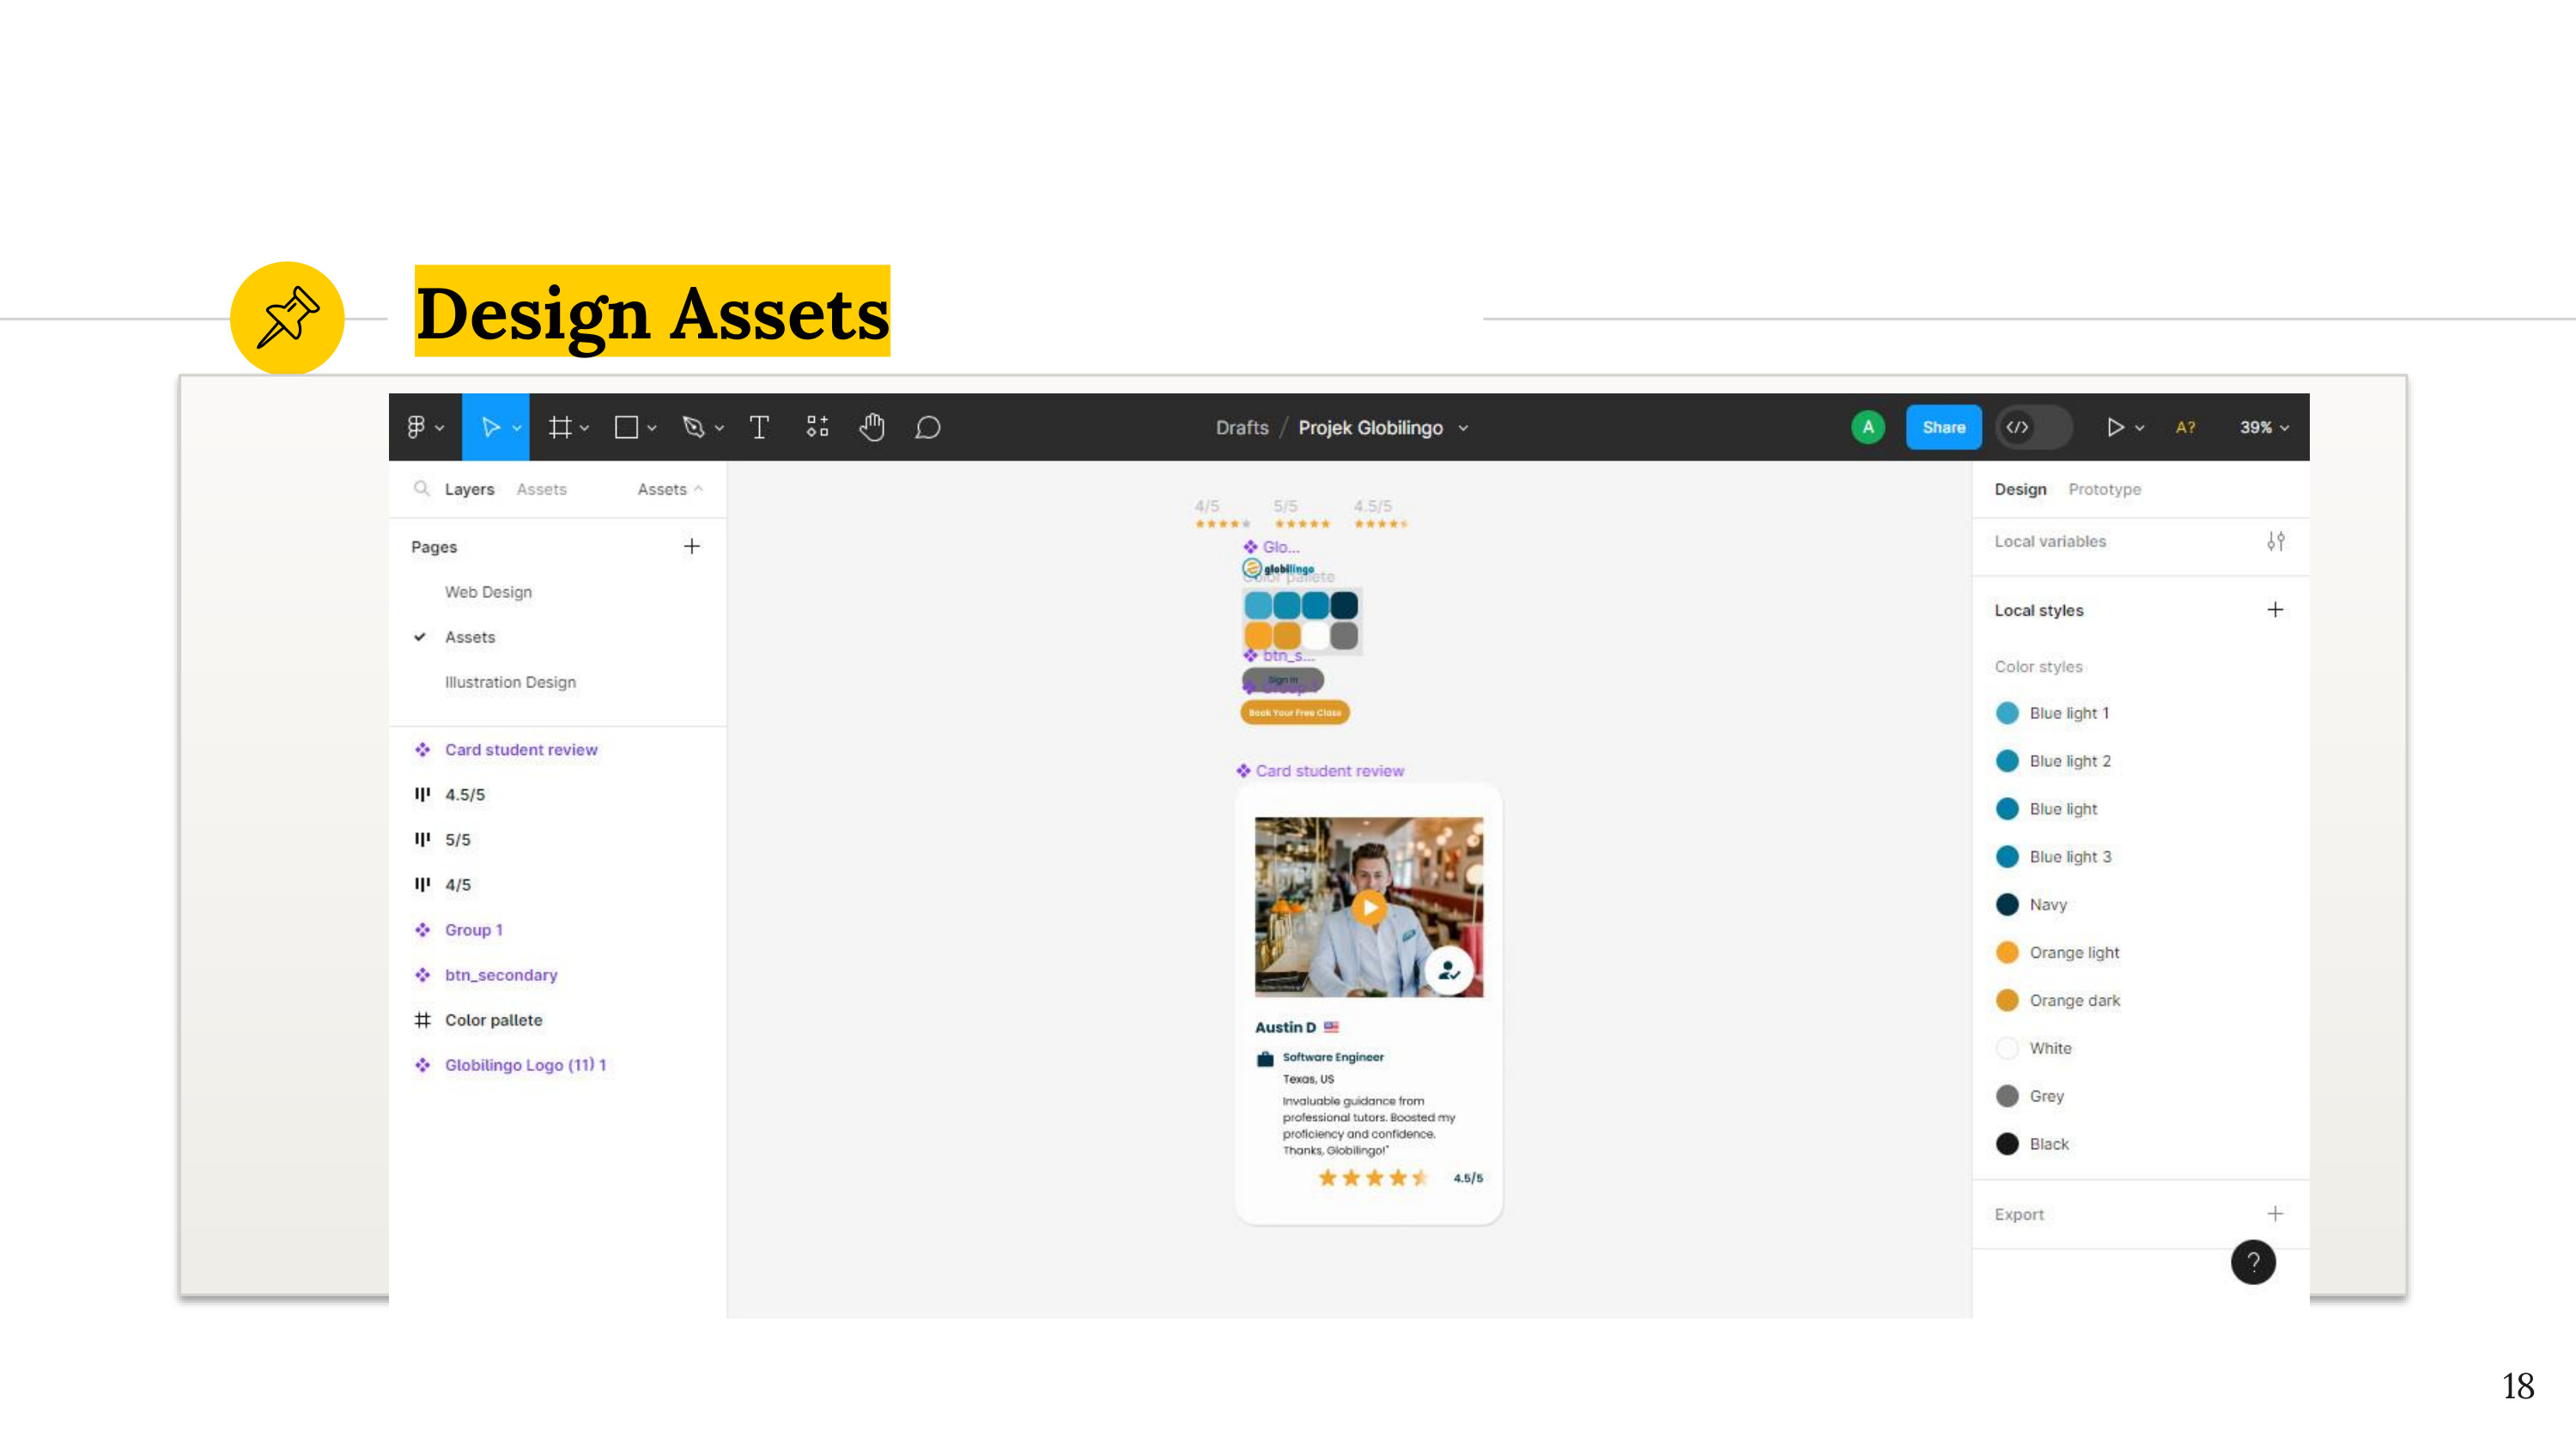 Design Assets
Drafts / Projek Globilingo
A
Share
A?
39%
Layers Assets Assets
Pages
Web Design
Assets
Illustration Design
Card student review
4.5/5
5/5
4/5
Group 1
btn_secondary
Color pallete
Globilingo Logo (11) 1
4/5 5/5 4.5/5
Glo...
globilingo
Color pallete
btn_s...
Sign In
Book Your Free Class
Card student review
Austin D
Software Engineer
Texas, US
Invaluable guidance from
professional tutors. Boosted my
proficiency and confidence.
Thanks, Globilingo!"
4.5/5
Design Prototype
Local variables
Local styles
Color styles
Blue light 1
Blue light 2
Blue light
Blue light 3
Navy
Orange light
Orange dark
White
Grey
Black
Export
?
18